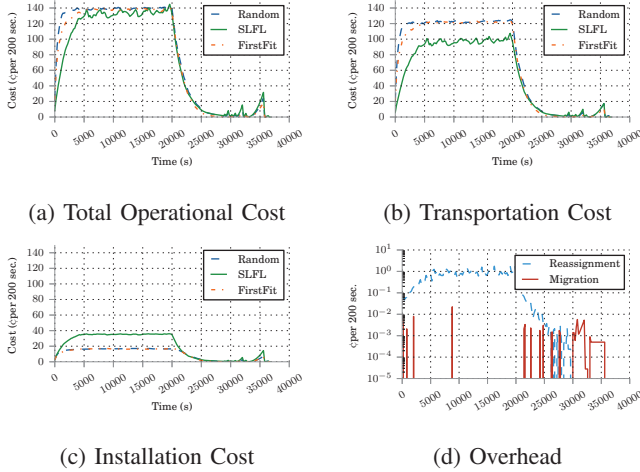 140
120
100
80
60
40
20
0
Cost (¢per 200 sec.)
Random
SLFL
FirstFit
0
5000
10000
15000
20000
25000
30000
35000
40000
Time (s)
(a) Total Operational Cost
140
120
100
80
60
40
20
0
Cost (¢per 200 sec.)
Random
SLFL
FirstFit
0
5000
10000
15000
20000
25000
30000
35000
40000
Time (s)
(b) Transportation Cost
140
120
100
80
60
40
20
0
Cost (¢per 200 sec.)
Random
SLFL
FirstFit
0
5000
10000
15000
20000
25000
30000
35000
40000
Time (s)
(c) Installation Cost
10^1
10^0
10^-1
10^-2
10^-3
10^-4
10^-5
¢per 200 sec.
Reassignment
Migration
0
5000
10000
15000
20000
25000
30000
35000
40000
Time (s)
(d) Overhead